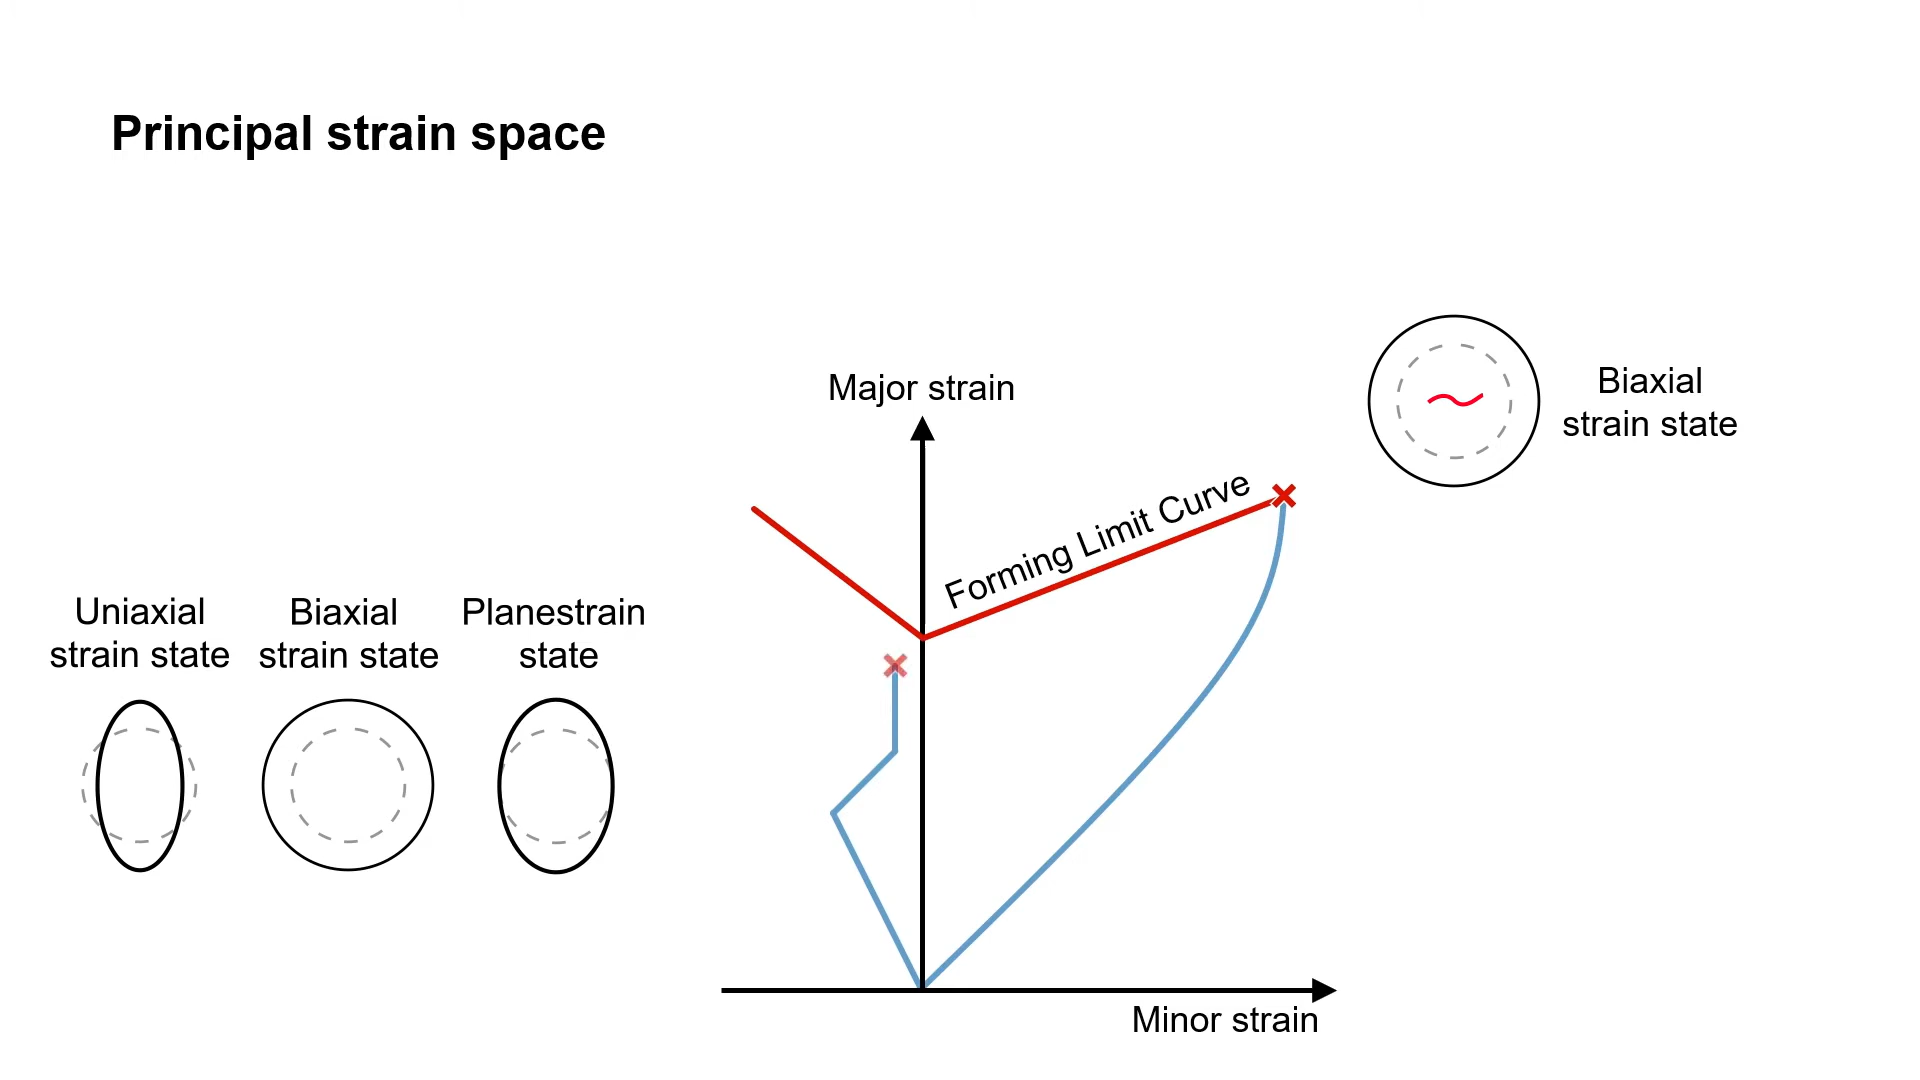 Principal strain space
Major strain
Biaxial
strain state
Forming Limit Curve
Uniaxial
strain state
Biaxial
strain state
Planestrain
state
Minor strain